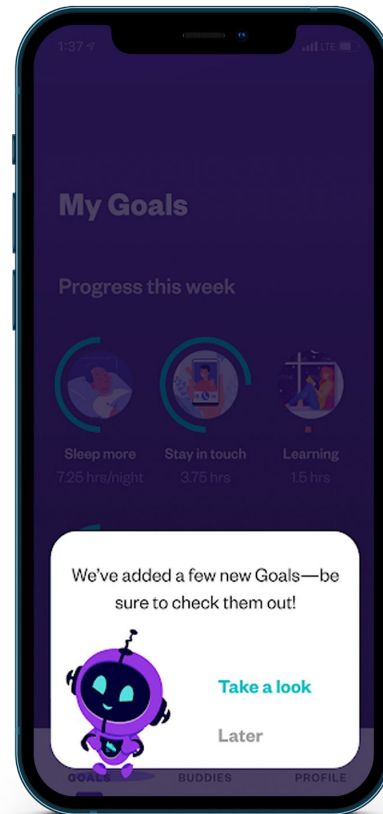 1:37
LTE
My Goals
Progress this week
Sleep more
Stay in touch
Learning
7.25 hrs/night
3.75 hrs
1.5 hrs
We've added a few new Goals—be
sure to check them out!
Take a look
Later
GOALS
BUDDIES
PROFILE